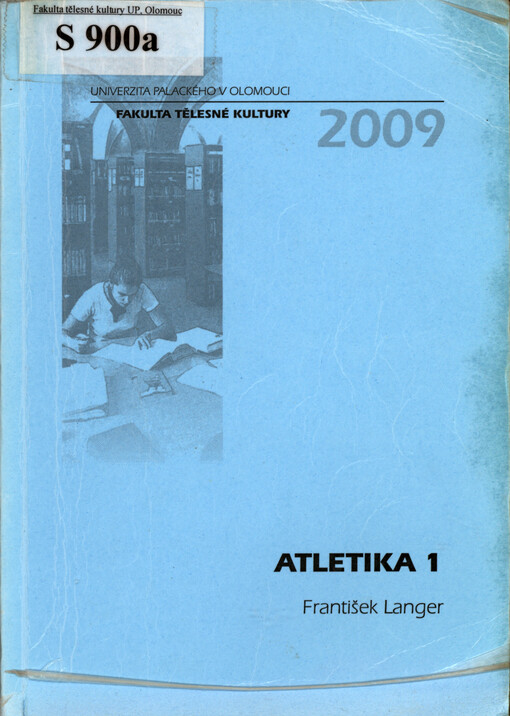 Fakulta tělesné kultury UP, Olomouc
S 900a
UNIVERZITA PALACKÉHO V OLOMOUCI
FAKULTA TĚLESNÉ KULTURY
2009
ATLETIKA 1
František Langer